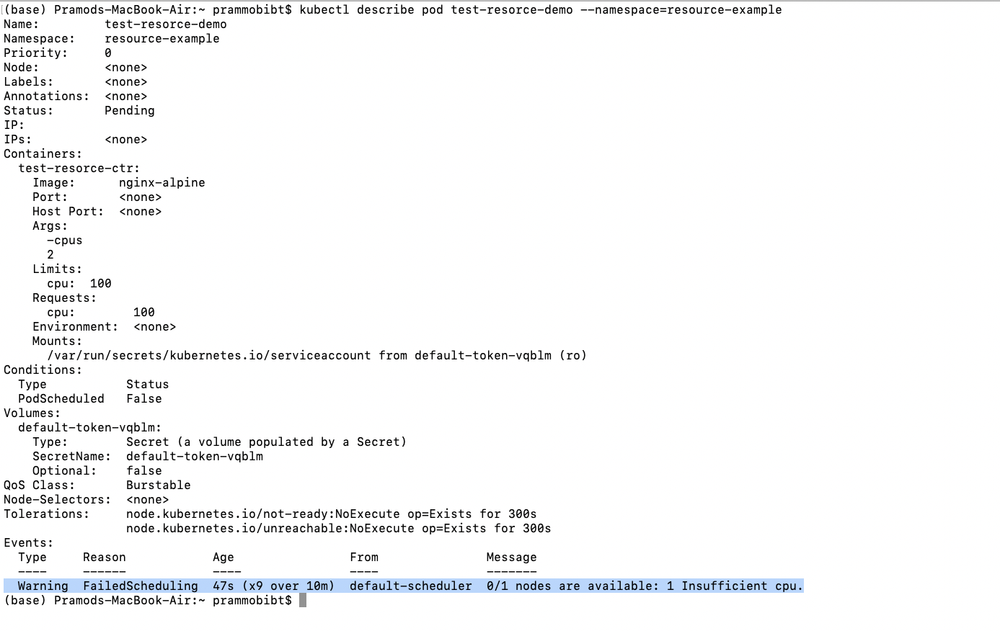 (base) Pramods-MacBook-Air:~ prammobibt$ kubectl describe pod test-resorce-demo --namespace=resource-example
Name:         test-resorce-demo
Namespace:    resource-example
Priority:     0
Node:         <none>
Labels:       <none>
Annotations:  <none>
Status:       Pending
IP:
IPs:          <none>
Containers:
  test-resorce-ctr:
    Image:      nginx-alpine
    Port:       <none>
    Host Port:  <none>
    Args:
      -cpus
      2
    Limits:
      cpu:  100
    Requests:
      cpu:        100
    Environment:  <none>
    Mounts:
      /var/run/secrets/kubernetes.io/serviceaccount from default-token-vqblm (ro)
Conditions:
  Type           Status
  PodScheduled   False
Volumes:
  default-token-vqblm:
    Type:        Secret (a volume populated by a Secret)
    SecretName:  default-token-vqblm
    Optional:    false
QoS Class:       Burstable
Node-Selectors:  <none>
Tolerations:     node.kubernetes.io/not-ready:NoExecute op=Exists for 300s
                 node.kubernetes.io/unreachable:NoExecute op=Exists for 300s
Events:
  Type     Reason            Age                From               Message
  ----     ------            ----               ----               -------
  Warning  FailedScheduling  47s (x9 over 10m)  default-scheduler  0/1 nodes are available: 1 Insufficient cpu.
(base) Pramods-MacBook-Air:~ prammobibt$